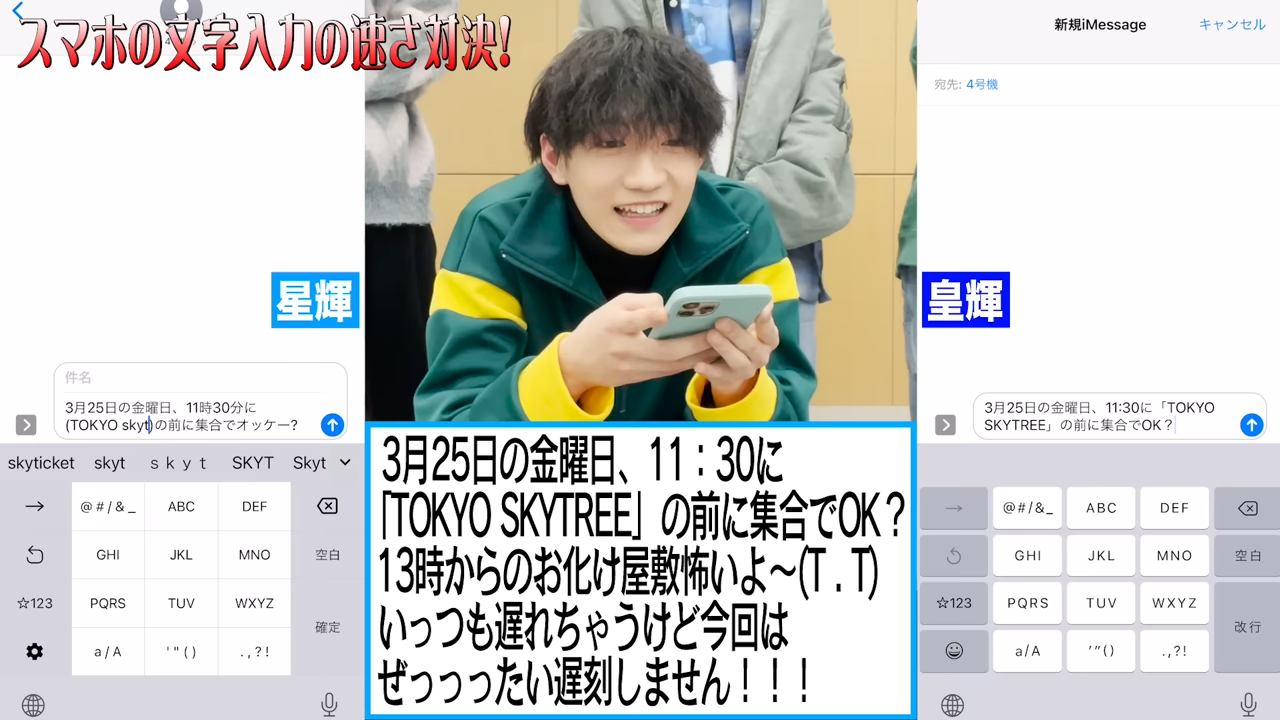 スマホの文字入力の速さ対決!
星輝
件名
3月25日の金曜日、11時30分に
(TOKYO skyt)の前に集合でオッケー?
skyticket skyt ｓｋｙｔ SKYT Skyt
→ @#/&_ ABC DEF
GHI JKL MNO 空白
☆123 PQRS TUV WXYZ
確定
a/A '"() .,?!
3月25日の金曜日、11：30に
「TOKYO SKYTREE」の前に集合でOK？
13時からのお化け屋敷怖いよ〜(T . T)
いっつも遅れちゃうけど今回は
ぜっっったい遅刻しません！！！
新規iMessage キャンセル
宛先: 4号機
皇輝
3月25日の金曜日、11:30に「TOKYO
SKYTREE」の前に集合でOK？
→ @#/&_ ABC DEF
GHI JKL MNO 空白
☆123 PQRS TUV WXYZ
改行
a/A '"() .,?!